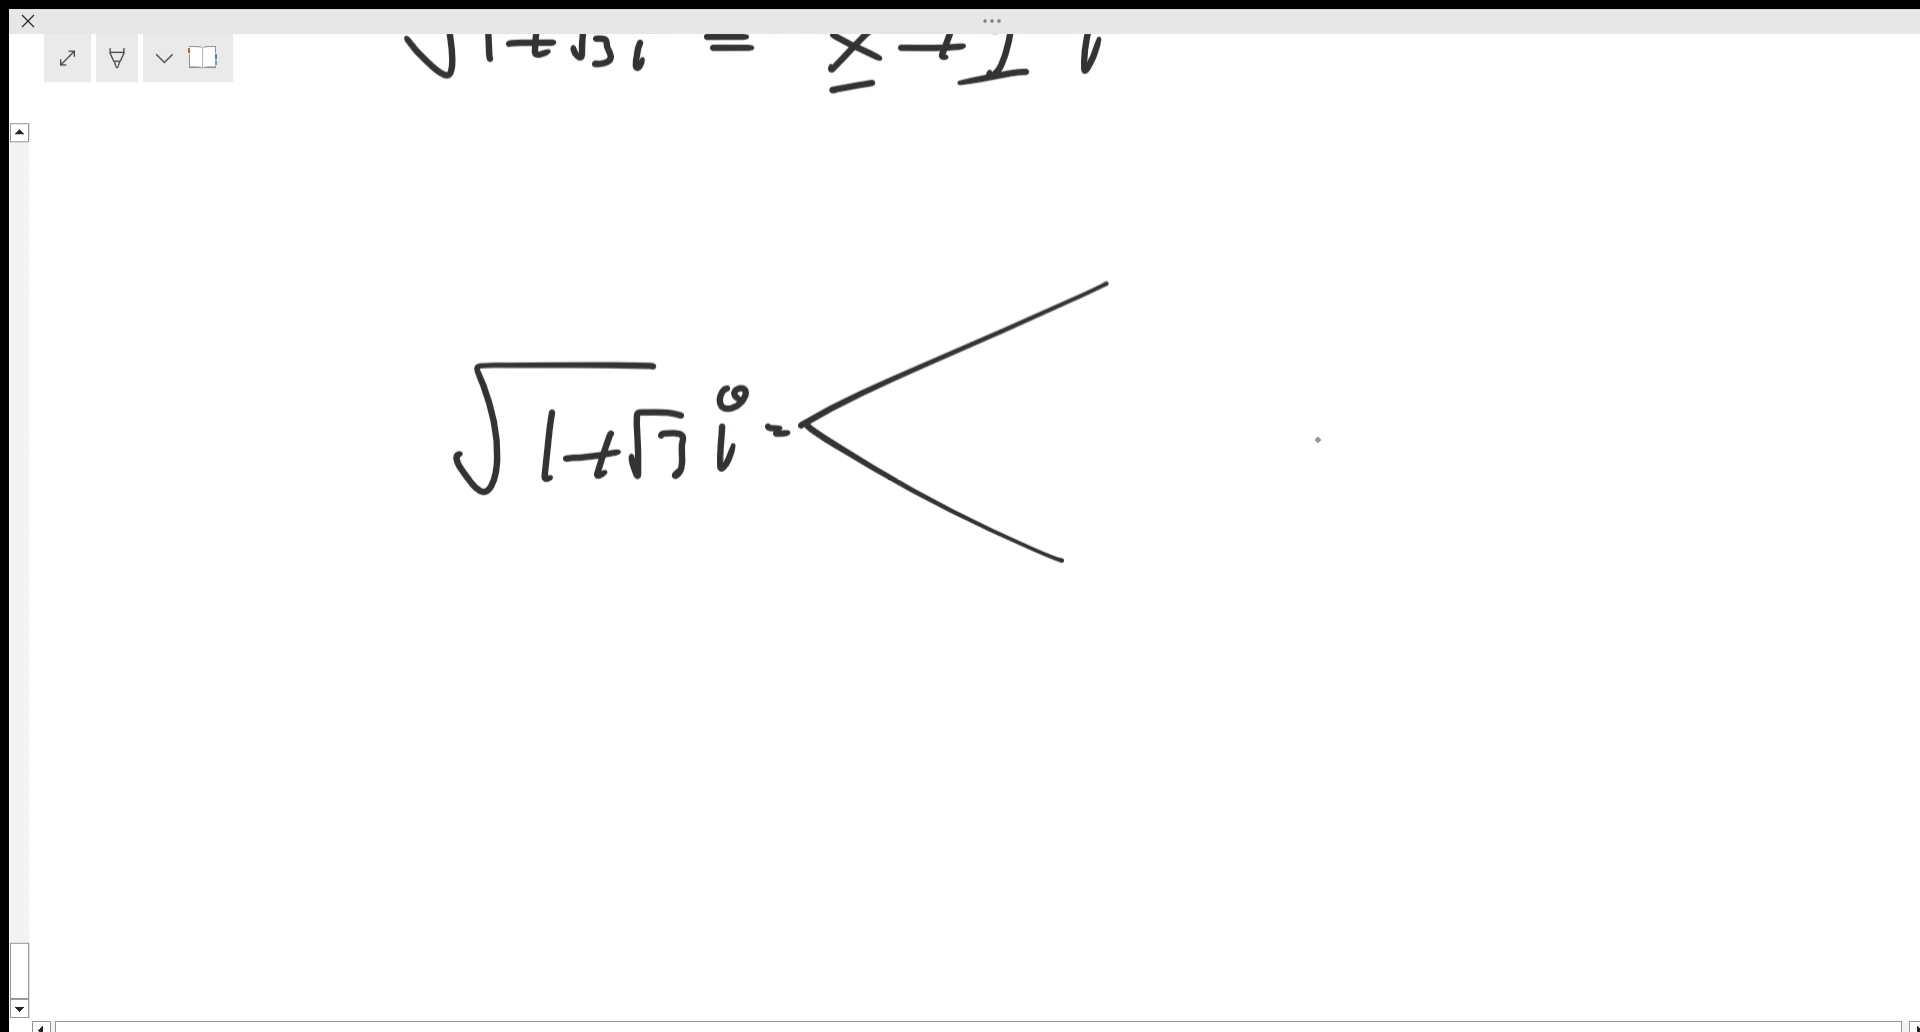 √1+√3 i = x + y i
√1+√3 i =